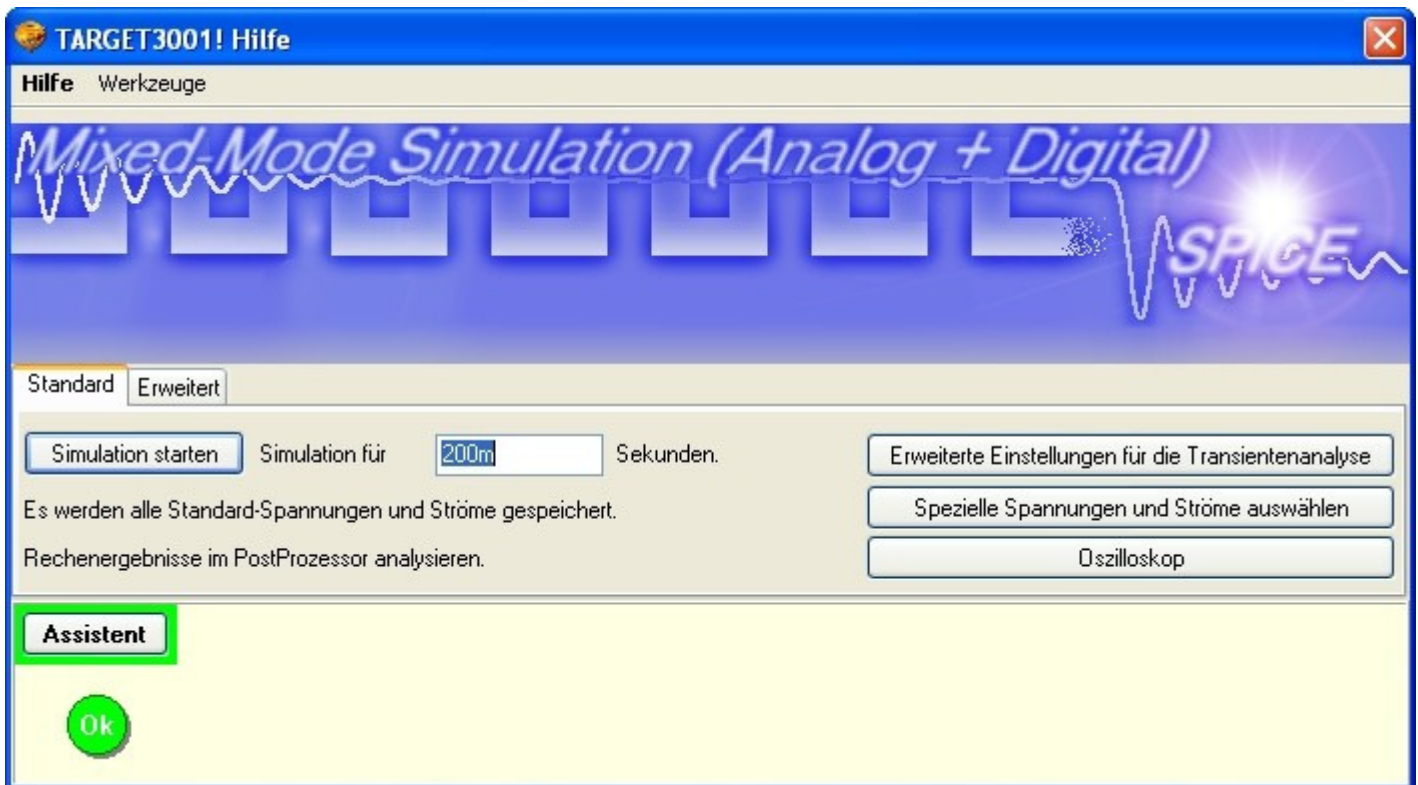 TARGET3001! Hilfe
Hilfe Werkzeuge
Mixed-Mode Simulation (Analog + Digital)
SPICE
Standard Erweitert
Simulation starten Simulation für 200m Sekunden. Erweiterte Einstellungen für die Transientenanalyse
Es werden alle Standard-Spannungen und Ströme gespeichert. Spezielle Spannungen und Ströme auswählen
Rechenergebnisse im PostProzessor analysieren. Oszilloskop
Assistent
Ok